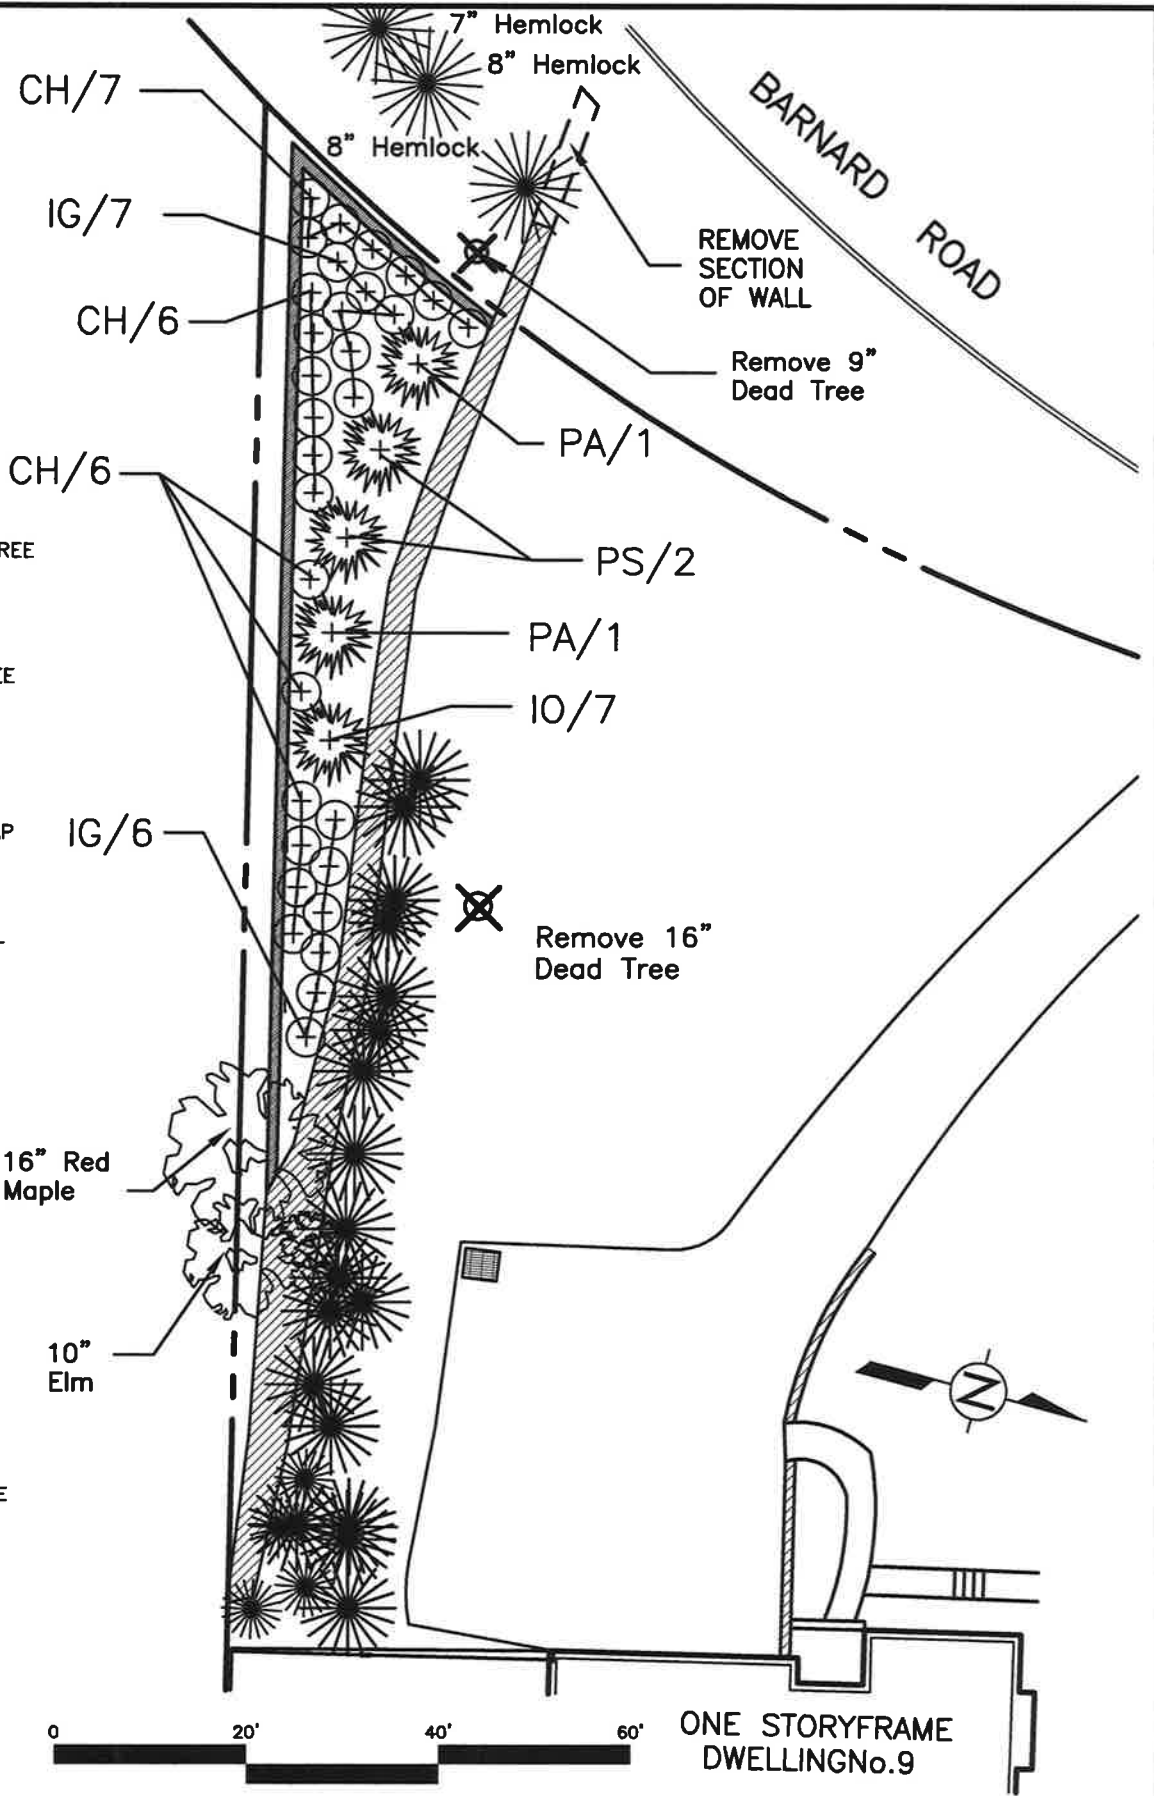 7" Hemlock
8" Hemlock
CH/7
BARNARD
ROAD
8" Hemlock
IG/7
REMOVE
SECTION
OF WALL
CH/6
Remove 9"
Dead Tree
PA/1
CH/6
REE
PS/2
PA/1
EE
IO/7
IG/6
Remove 16"
Dead Tree
16" Red
Maple
10"
Elm
N
E
0 20' 40' 60'
ONE STORYFRAME
DWELLINGNo.9